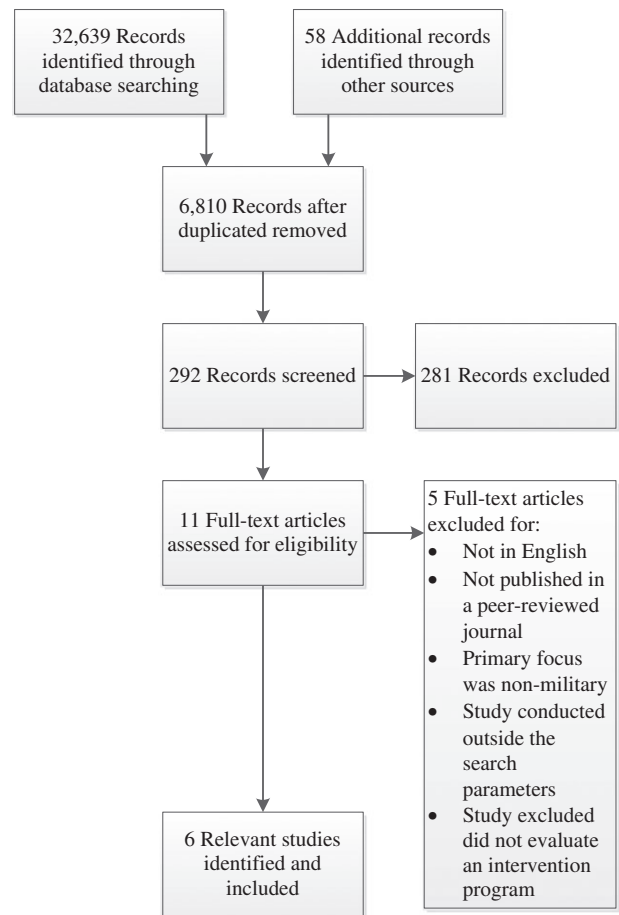 32,639 Records
identified through
database searching
58 Additional records
identified through
other sources
6,810 Records after
duplicated removed
292 Records screened
281 Records excluded
11 Full-text articles
assessed for eligibility
5 Full-text articles
excluded for:
• Not in English
• Not published in
a peer-reviewed
journal
• Primary focus
was non-military
• Study conducted
outside the
search
parameters
• Study excluded
did not evaluate
an intervention
program
6 Relevant studies
identified and
included